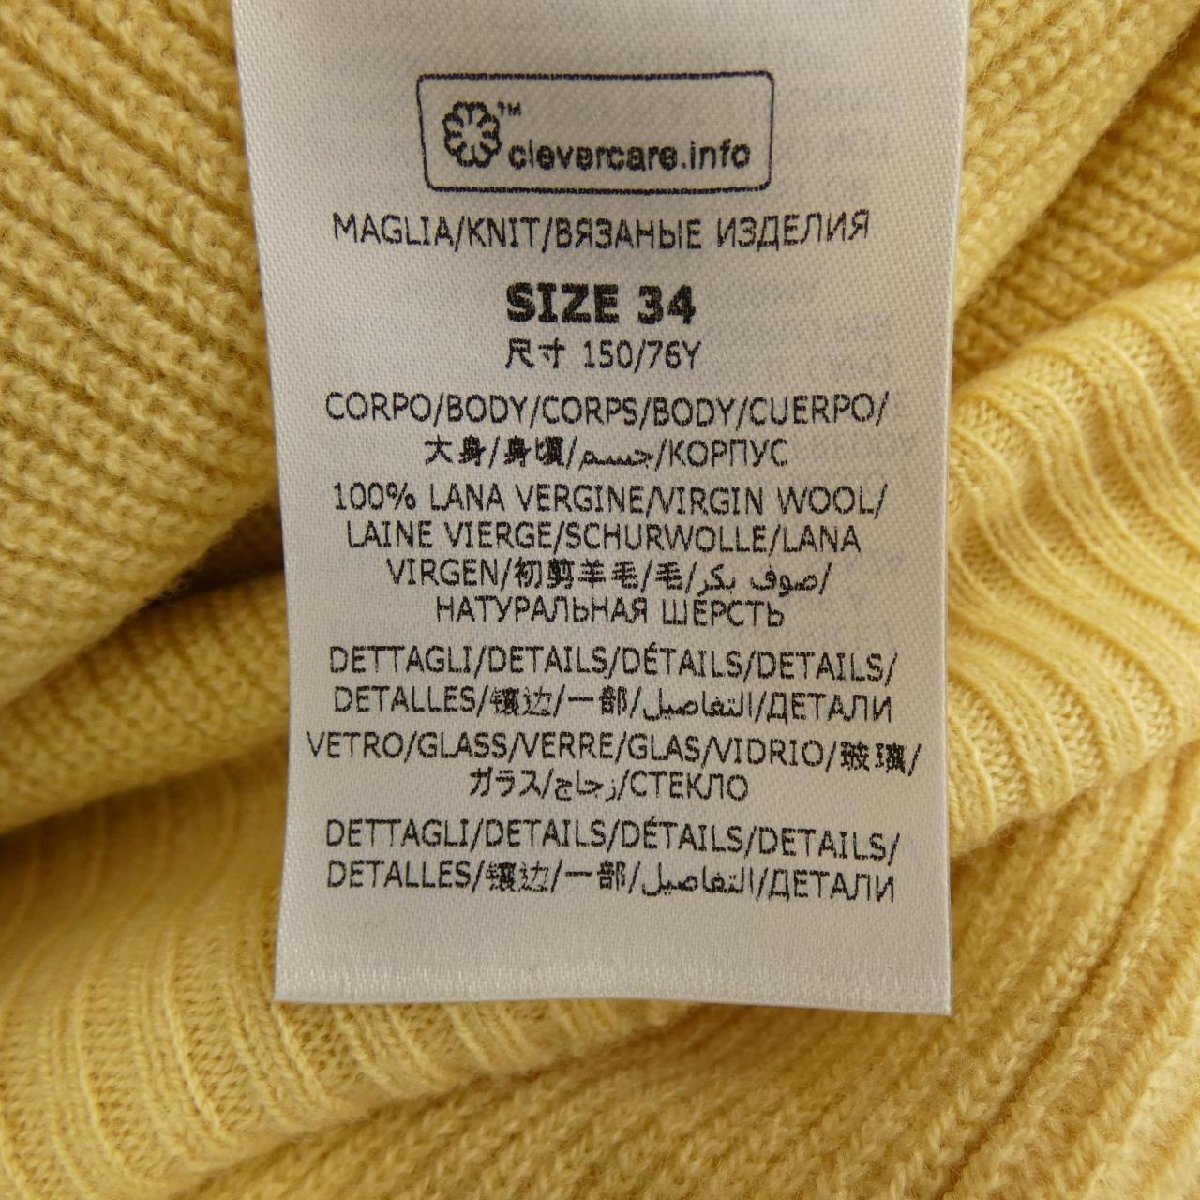 clevercare.info™
MAGLIA/KNIT/ВЯЗАНЫЕ ИЗДЕЛИЯ
SIZE 34
尺寸 150/76Y
CORPO/BODY/CORPS/BODY/CUERPO/
大身/身頃/جسم/КОРПУС
100% LANA VERGINE/VIRGIN WOOL/
LAINE VIERGE/SCHURWOLLE/LANA
VIRGEN/初剪羊毛/毛/صوف بكر/
НАТУРАЛЬНАЯ ШЕРСТЬ
DETTAGLI/DETAILS/DÉTAILS/DETAILS/
DETALLES/镶边/一部/التفاصيل/ДЕТАЛИ
VETRO/GLASS/VERRE/GLAS/VIDRIO/玻璃/
ガラス/زجاج/СТЕКЛО
DETTAGLI/DETAILS/DÉTAILS/DETAILS/
DETALLES/镶边/一部/التفاصيل/ДЕТАЛИ